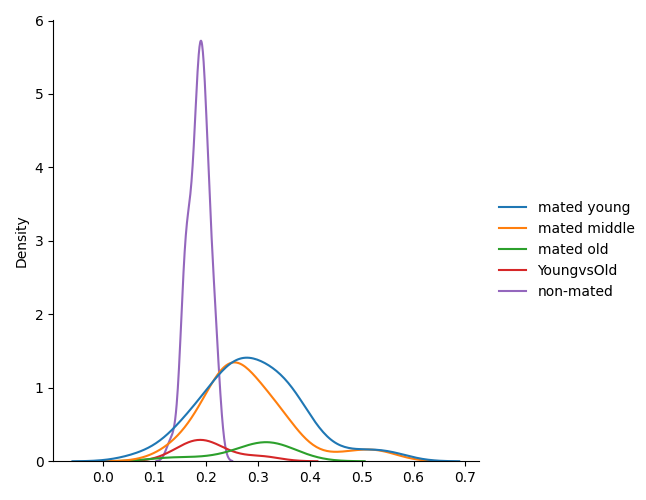 6
5
4
3
2
1
0
Density
0.0 0.1 0.2 0.3 0.4 0.5 0.6 0.7
mated young
mated middle
mated old
YoungvsOld
non-mated